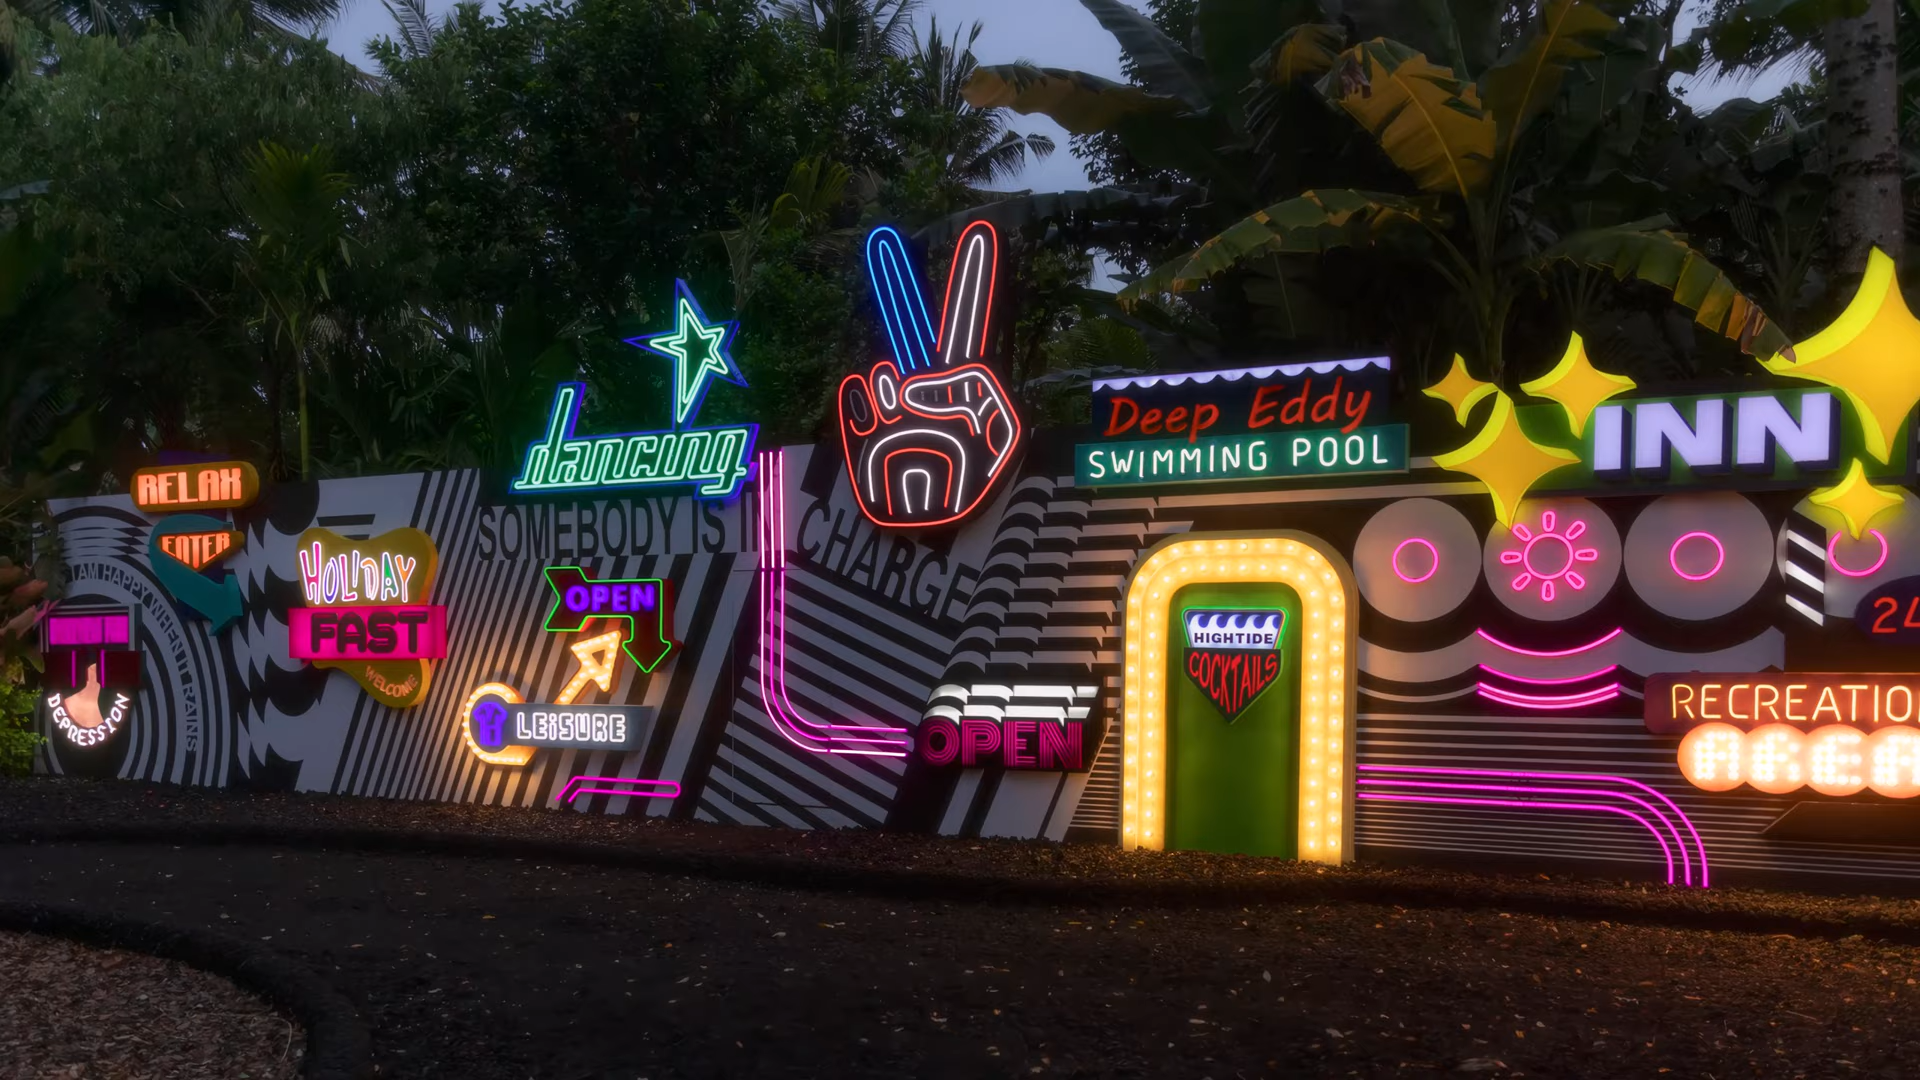 RELAX
ENTER
I AM HAPPY WHEN IT RAINS
DEPRESSION
HOLIDAY
FAST
WELCOME
dancing
SOMEBODY IS IN CHARGE
OPEN
LEiSURE
OPEN
Deep Eddy
SWIMMING POOL
HIGHTIDE
COCKTAILS
INN
24
RECREATIO
AREA